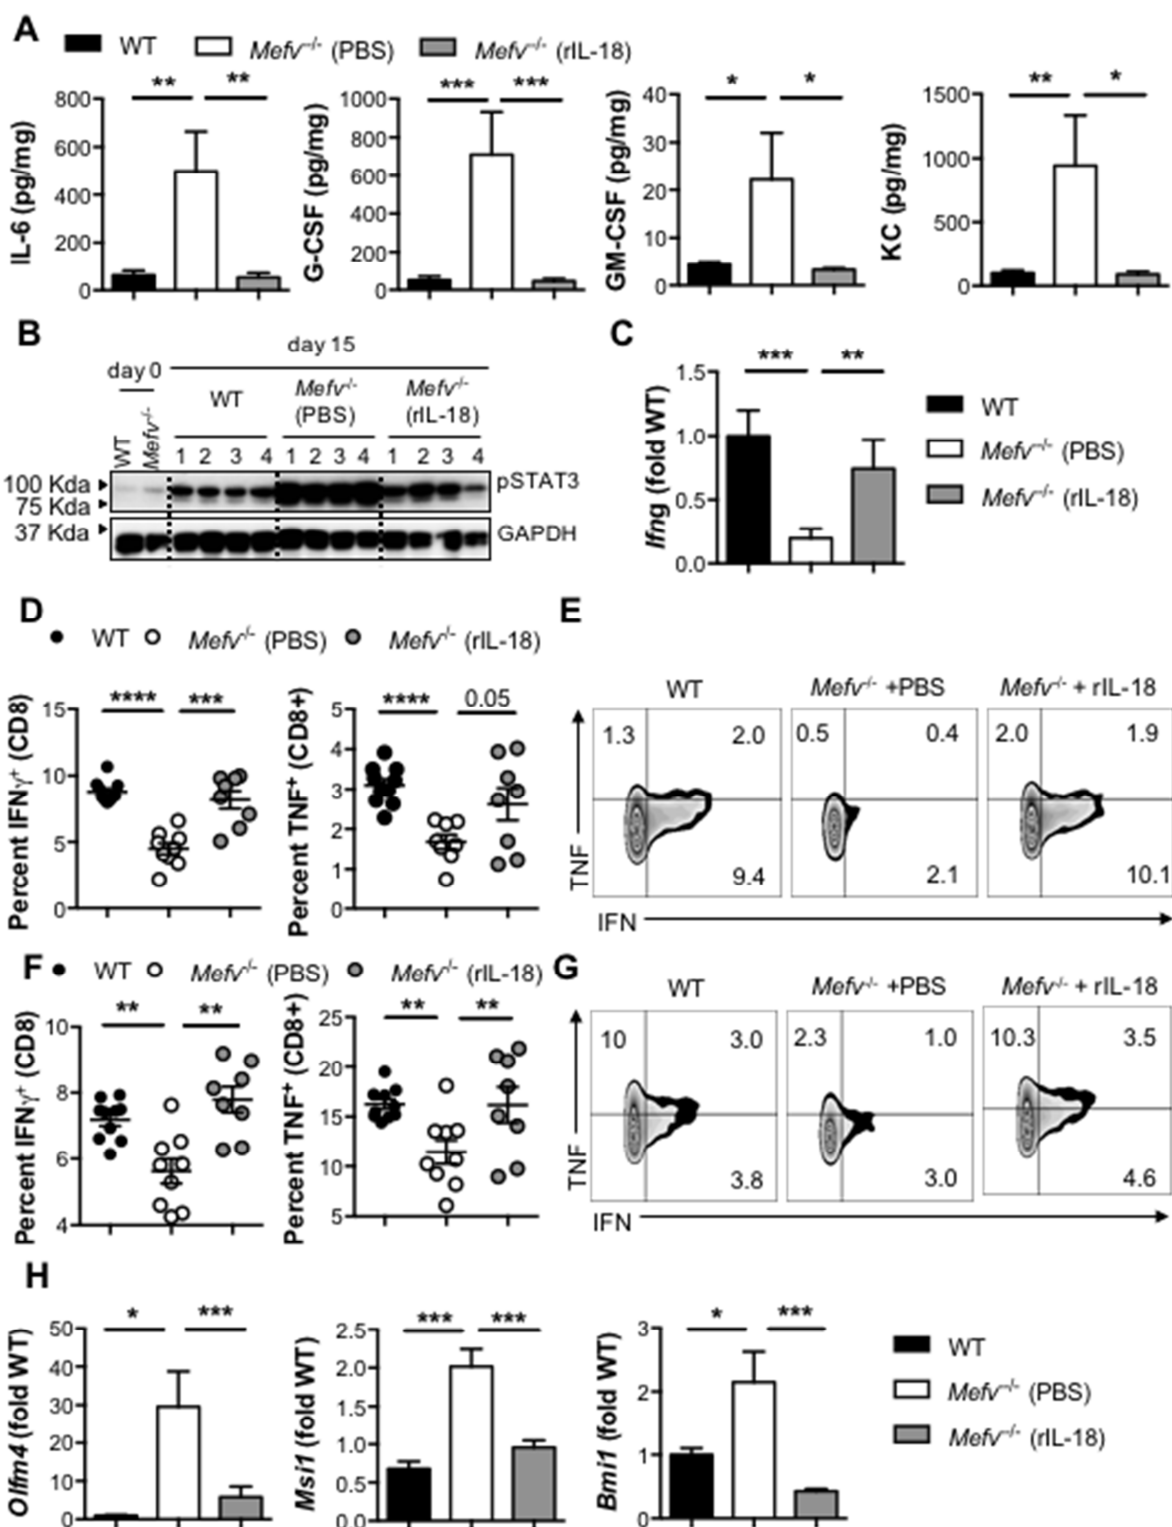 A
WT Mefv⁻/⁻ (PBS) Mefv⁻/⁻ (rIL-18)
** **
IL-6 (pg/mg)
800
600
400
200
0
*** ***
G-CSF (pg/mg)
1000
800
600
400
200
0
* *
GM-CSF (pg/mg)
40
30
20
10
0
** *
KC (pg/mg)
1500
1000
500
0
B
day 15
day 0
WT
Mefv⁻/⁻
(PBS)
Mefv⁻/⁻
(rIL-18)
WT
Mefv⁻/⁻
1 2 3 4 1 2 3 4 1 2 3 4
100 Kda
75 Kda
37 Kda
pSTAT3
GAPDH
C
*** **
Ifng (fold WT)
1.5
1.0
0.5
0.0
WT
Mefv⁻/⁻ (PBS)
Mefv⁻/⁻ (rIL-18)
D
WT Mefv⁻/⁻ (PBS) Mefv⁻/⁻ (rIL-18)
**** ***
Percent IFNγ⁺ (CD8)
15
10
5
0
**** 0.05
Percent TNF⁺ (CD8+)
5
4
3
2
1
0
E
WT Mefv⁻/⁻ +PBS Mefv⁻/⁻ + rIL-18
1.3 2.0 0.5 0.4 2.0 1.9
9.4 2.1 10.1
TNF
IFN
F
WT Mefv⁻/⁻ (PBS) Mefv⁻/⁻ (rIL-18)
** **
Percent IFNγ⁺ (CD8)
10
8
6
4
** **
Percent TNF⁺ (CD8+)
25
20
15
10
5
G
WT Mefv⁻/⁻ +PBS Mefv⁻/⁻ + rIL-18
10 3.0 2.3 1.0 10.3 3.5
3.8 3.0 4.6
TNF
IFN
H
* ***
Olfm4 (fold WT)
50
40
30
20
10
0
*** ***
Msi1 (fold WT)
2.5
2.0
1.5
1.0
0.5
0.0
* ***
Bmi1 (fold WT)
3
2
1
0
WT
Mefv⁻/⁻ (PBS)
Mefv⁻/⁻ (rIL-18)